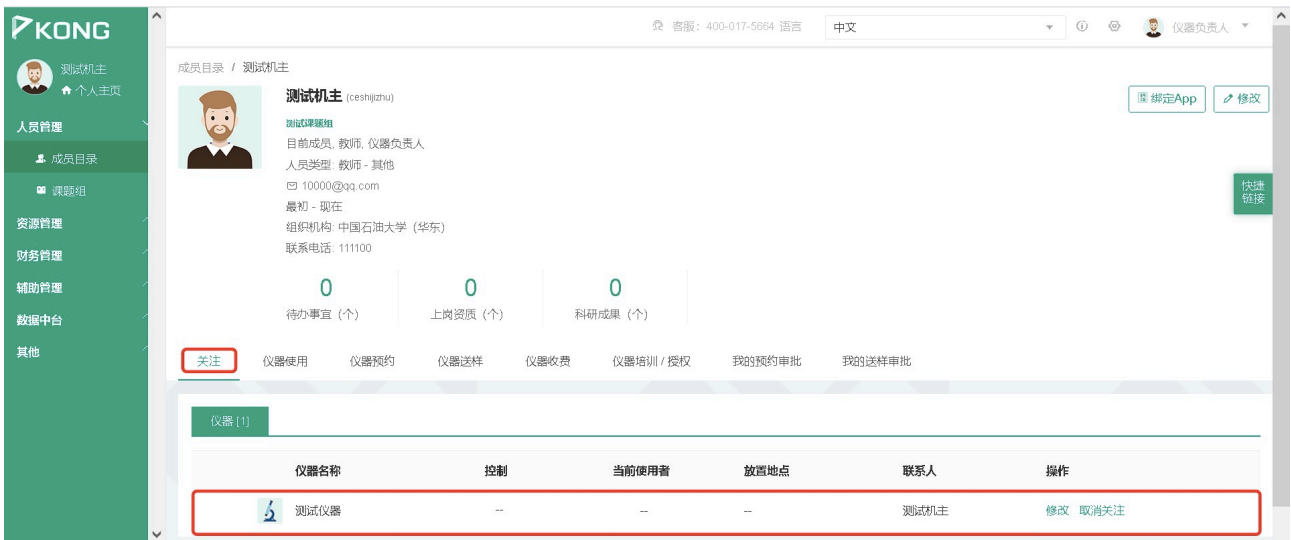 PKONG
客服: 400-017-5664 语言
中文
仪器负责人
测试机主
个人主页
人员管理
成员目录
课题组
资源管理
财务管理
辅助管理
数据中台
其他
成员目录 / 测试机主
测试机主 (ceshijizhu)
绑定App
修改
测试课题组
目前成员, 教师, 仪器负责人
人员类型: 教师 - 其他
10000@qq.com
最初 - 现在
组织机构: 中国石油大学（华东）
联系电话: 111100
快捷
链接
0 0 0
待办事宜（个） 上岗资质（个） 科研成果（个）
关注 仪器使用 仪器预约 仪器送样 仪器收费 仪器培训 / 授权 我的预约审批 我的送样审批
仪器 [1]
仪器名称 控制 当前使用者 放置地点 联系人 操作
测试仪器 -- -- -- 测试机主 修改 取消关注